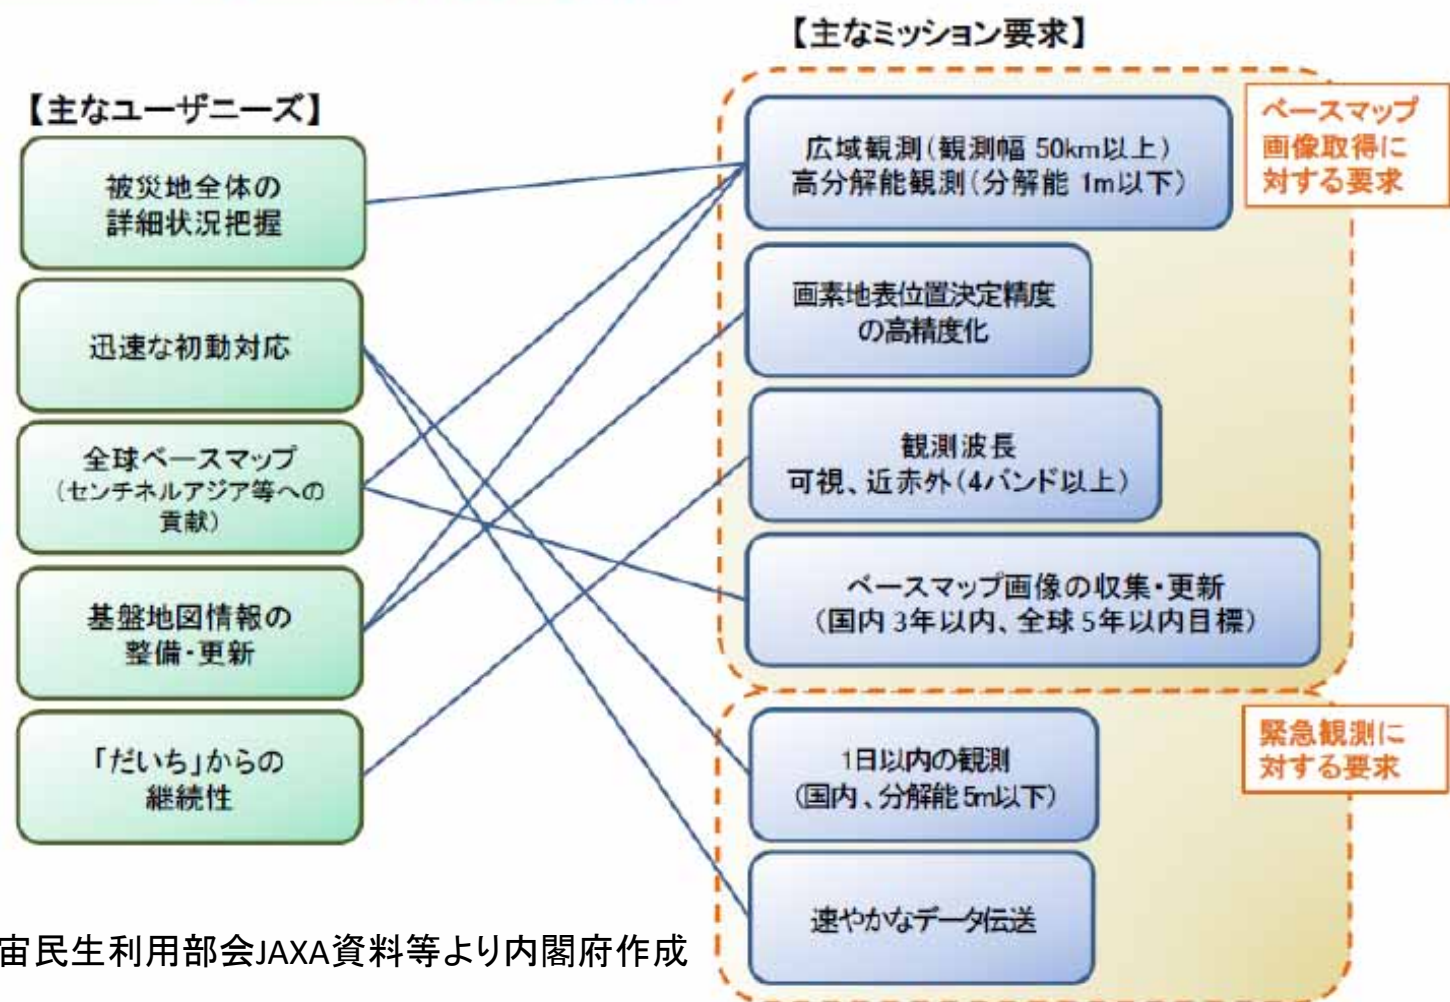 【主なユーザニーズ】
被災地全体の
詳細状況把握
迅速な初動対応
全球ベースマップ
（センチネルアジア等への
貢献）
基盤地図情報の
整備・更新
「だいち」からの
継続性
【主なミッション要求】
ベースマップ
画像取得に
対する要求
広域観測（観測幅 50km以上）
高分解能観測（分解能 1m以下）
画素地表位置決定精度
の高精度化
観測波長
可視、近赤外（4バンド以上）
ベースマップ画像の収集・更新
（国内 3年以内、全球 5年以内目標）
緊急観測に
対する要求
1日以内の観測
（国内、分解能 5m以下）
速やかなデータ伝送
宙民生利用部会JAXA資料等より内閣府作成